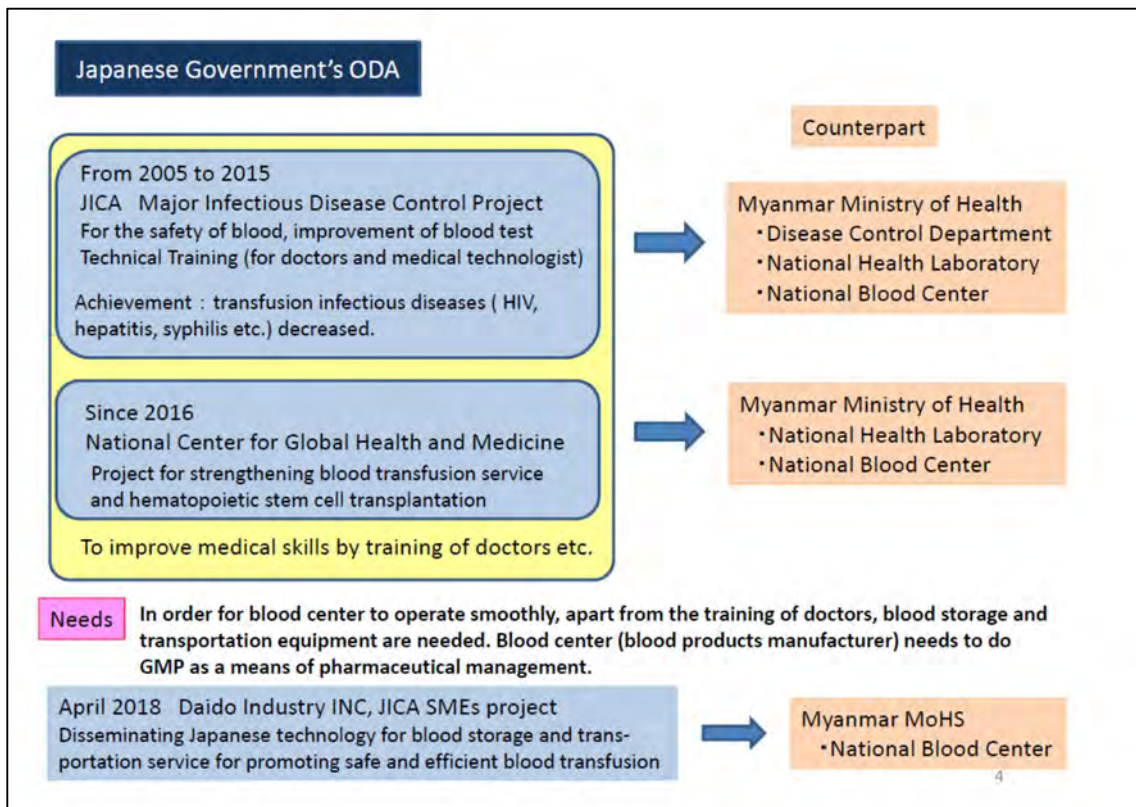 Japanese Government's ODA
Counterpart
From 2005 to 2015
JICA Major Infectious Disease Control Project
For the safety of blood, improvement of blood test
Technical Training (for doctors and medical technologist)
Achievement：transfusion infectious diseases ( HIV,
hepatitis, syphilis etc.) decreased.
Myanmar Ministry of Health
・Disease Control Department
・National Health Laboratory
・National Blood Center
Since 2016
National Center for Global Health and Medicine
Project for strengthening blood transfusion service
and hematopoietic stem cell transplantation
Myanmar Ministry of Health
・National Health Laboratory
・National Blood Center
To improve medical skills by training of doctors etc.
Needs
In order for blood center to operate smoothly, apart from the training of doctors, blood storage and
transportation equipment are needed. Blood center (blood products manufacturer) needs to do
GMP as a means of pharmaceutical management.
April 2018 Daido Industry INC, JICA SMEs project
Disseminating Japanese technology for blood storage and trans-
portation service for promoting safe and efficient blood transfusion
Myanmar MoHS
・National Blood Center
4